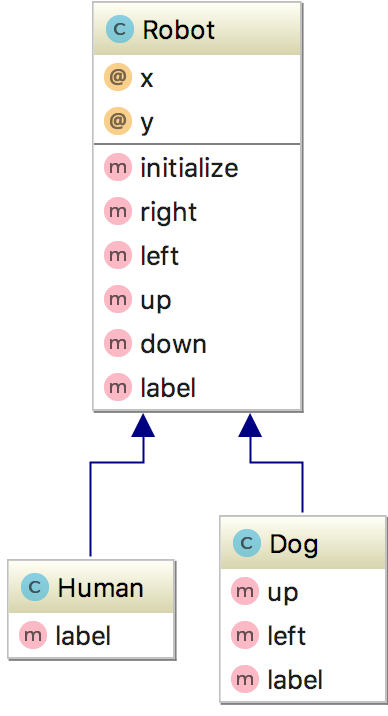 C Robot
@ x
@ y
m initialize
m right
m left
m up
m down
m label
C Human
m label
C Dog
m up
m left
m label